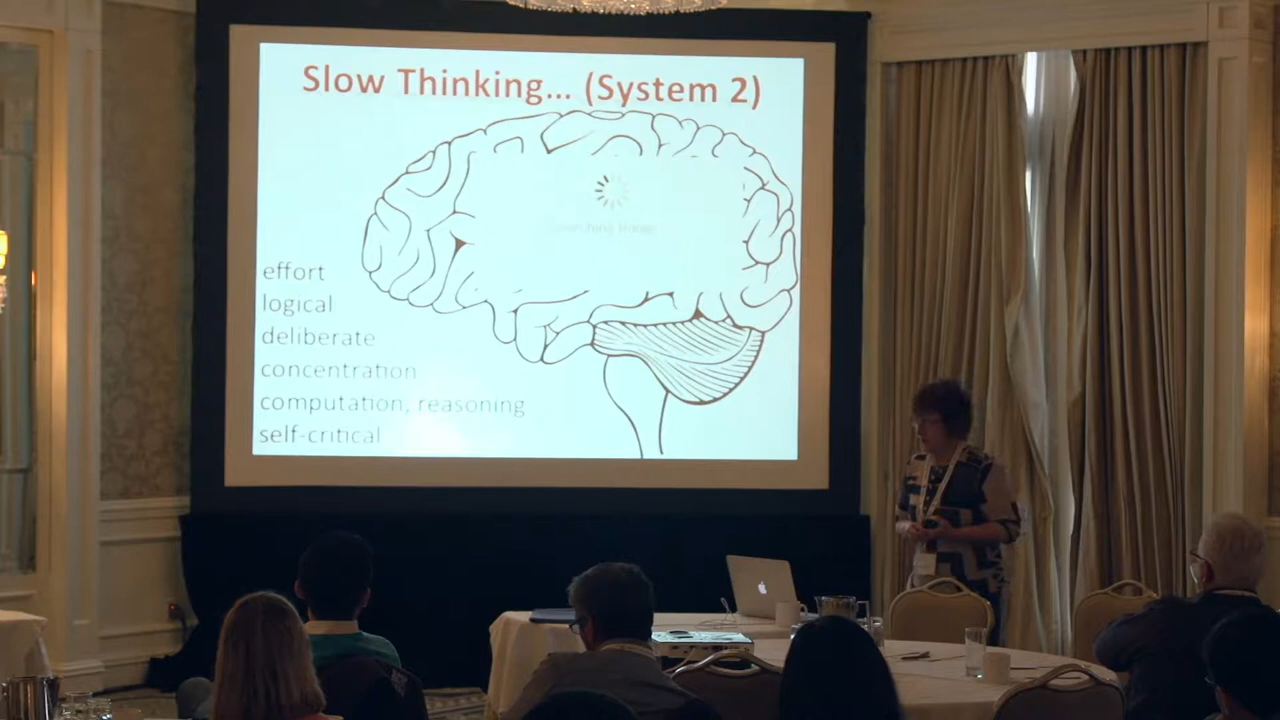 Slow Thinking... (System 2)
effort
logical
deliberate
concentration
computation, reasoning
self-critical